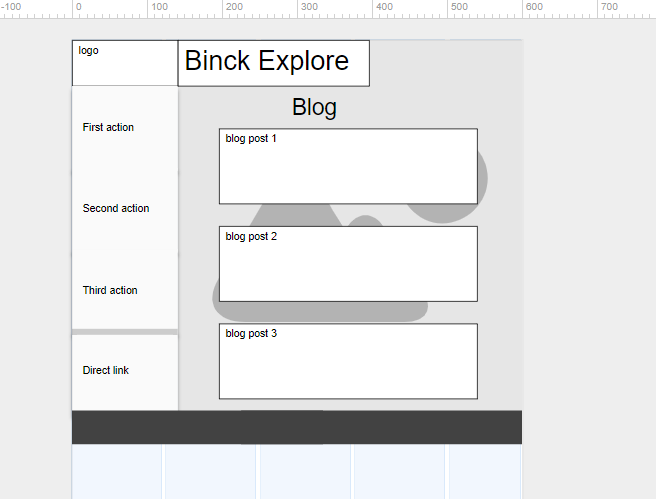 -100 0 100 200 300 400 500 600 700
logo
Binck Explore
Blog
First action
blog post 1
Second action
blog post 2
Third action
blog post 3
Direct link